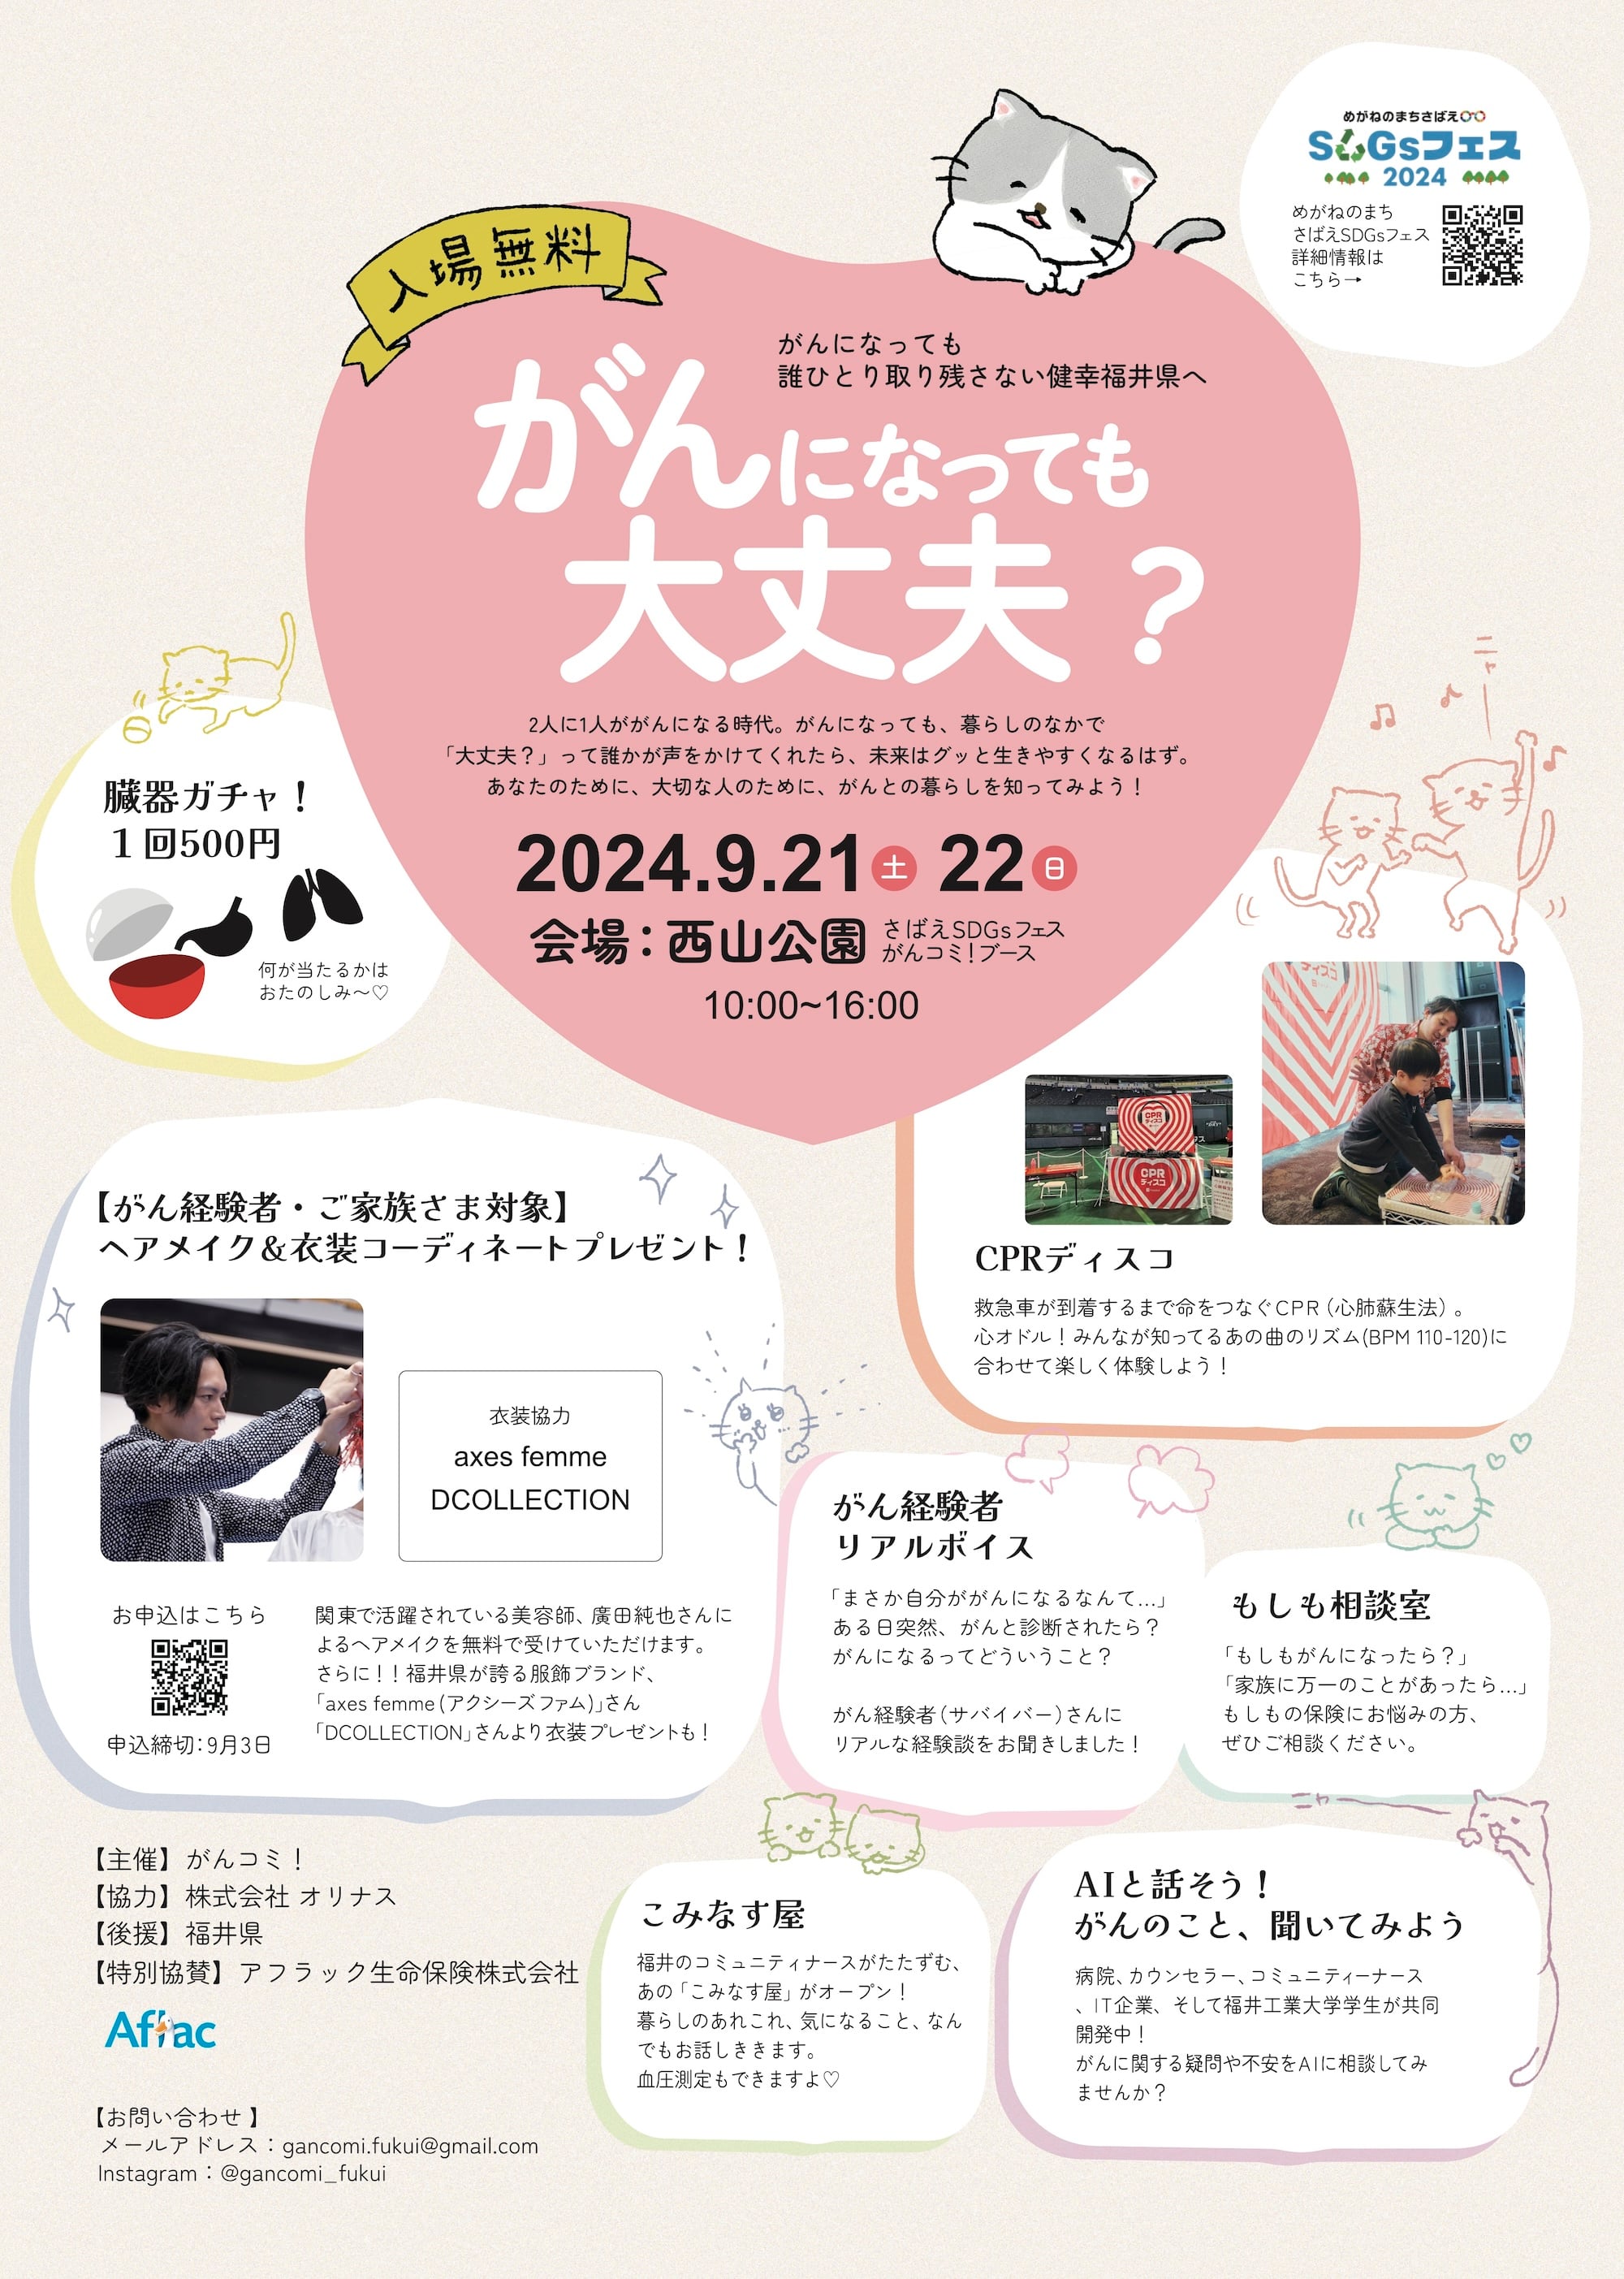 めがねのまちさばえ
SDGsフェス
2024
めがねのまち
さばえSDGsフェス
詳細情報は
こちら→
入場無料
がんになっても
誰ひとり取り残さない健幸福井県へ
がんになっても
大丈夫?
2人に1人ががんになる時代。がんになっても、暮らしのなかで
「大丈夫?」って誰かが声をかけてくれたら、未来はグッと生きやすくなるはず。
あなたのために、大切な人のために、がんとの暮らしを知ってみよう!
2024.9.21土 22日
会場:西山公園 さばえSDGsフェス
がんコミ!ブース
10:00~16:00
臓器ガチャ!
1回500円
何が当たるかは
おたのしみ〜♡
ニャー
CPR
ディスコ
CPR
ディスコ
CPRディスコ
救急車が到着するまで命をつなぐCPR(心肺蘇生法)。
心オドル!みんなが知ってるあの曲のリズム(BPM 110-120)に
合わせて楽しく体験しよう!
【がん経験者・ご家族さま対象】
ヘアメイク&衣装コーディネートプレゼント!
衣装協力
axes femme
DCOLLECTION
お申込はこちら
申込締切:9月3日
関東で活躍されている美容師、廣田純也さんに
よるヘアメイクを無料で受けていただけます。
さらに!!福井県が誇る服飾ブランド、
「axes femme(アクシーズファム)」さん
「DCOLLECTION」さんより衣装プレゼントも!
がん経験者
リアルボイス
「まさか自分ががんになるなんて…」
ある日突然、がんと診断されたら?
がんになるってどういうこと?
がん経験者(サバイバー)さんに
リアルな経験談をお聞きしました!
もしも相談室
「もしもがんになったら?」
「家族に万一のことがあったら…」
もしもの保険にお悩みの方、
ぜひご相談ください。
【主催】がんコミ!
【協力】株式会社 オリナス
【後援】福井県
【特別協賛】アフラック生命保険株式会社
Aflac
【お問い合わせ】
メールアドレス:gancomi.fukui@gmail.com
Instagram:@gancomi_fukui
こみなす屋
福井のコミュニティナースがたたずむ、
あの「こみなす屋」がオープン!
暮らしのあれこれ、気になること、なん
でもお話しききます。
血圧測定もできますよ♡
ニャー
AIと話そう!
がんのこと、聞いてみよう
病院、カウンセラー、コミュニティーナース
、IT企業、そして福井工業大学学生が共同
開発中!
がんに関する疑問や不安をAIに相談してみ
ませんか?